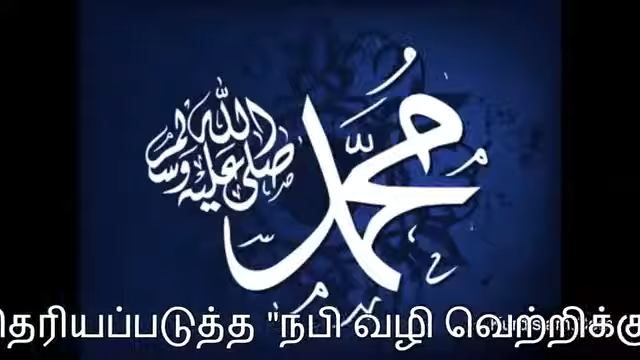 محمد
صلى الله عليه وسلم
தெரியப்படுத்த "நபி வழி வெற்றிக்கு